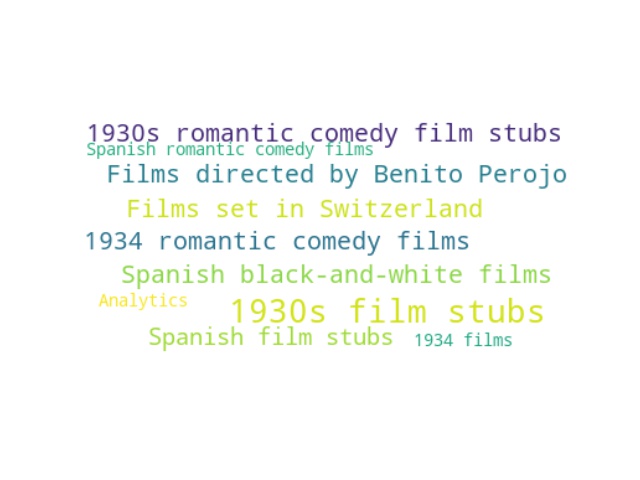 1930s romantic comedy film stubs
Spanish romantic comedy films
Films directed by Benito Perojo
Films set in Switzerland
1934 romantic comedy films
Spanish black-and-white films
Analytics
1930s film stubs
Spanish film stubs
1934 films